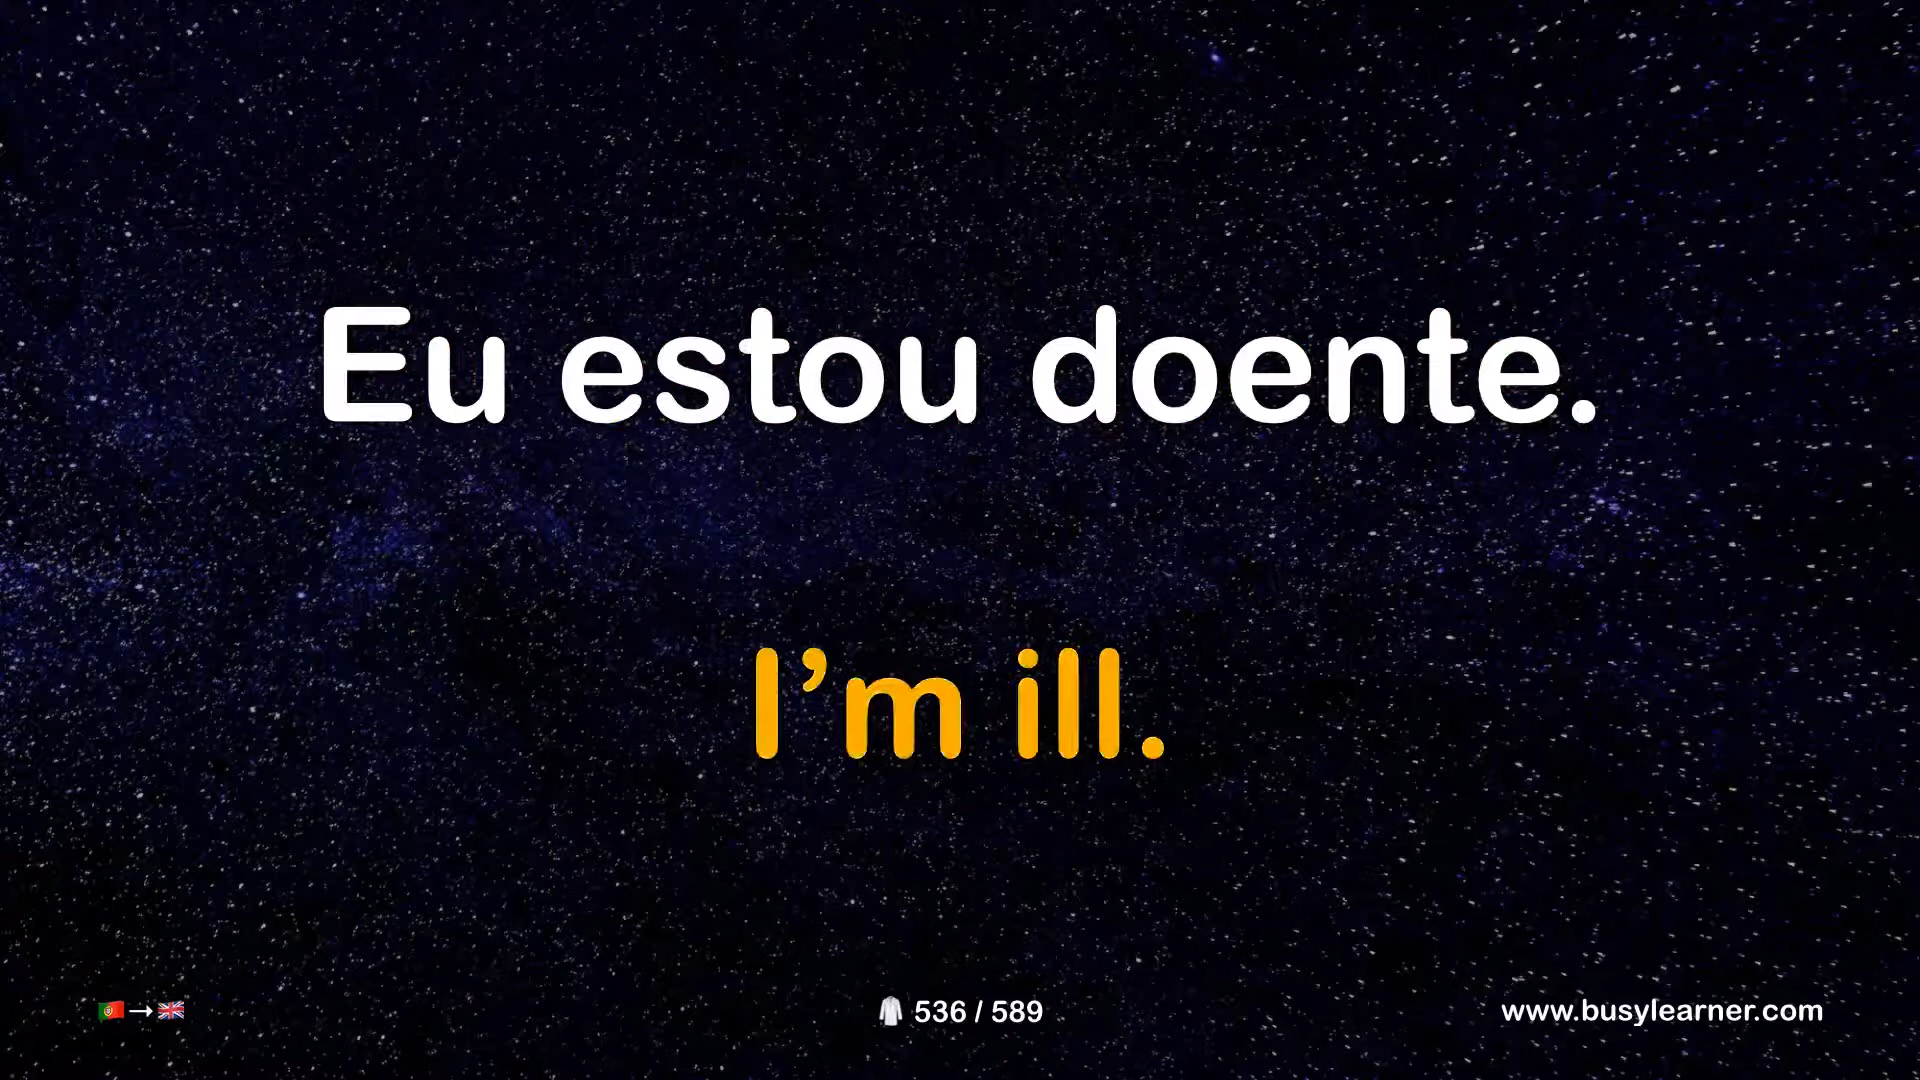 Eu estou doente.
I’m ill.
→
536 / 589
www.busylearner.com